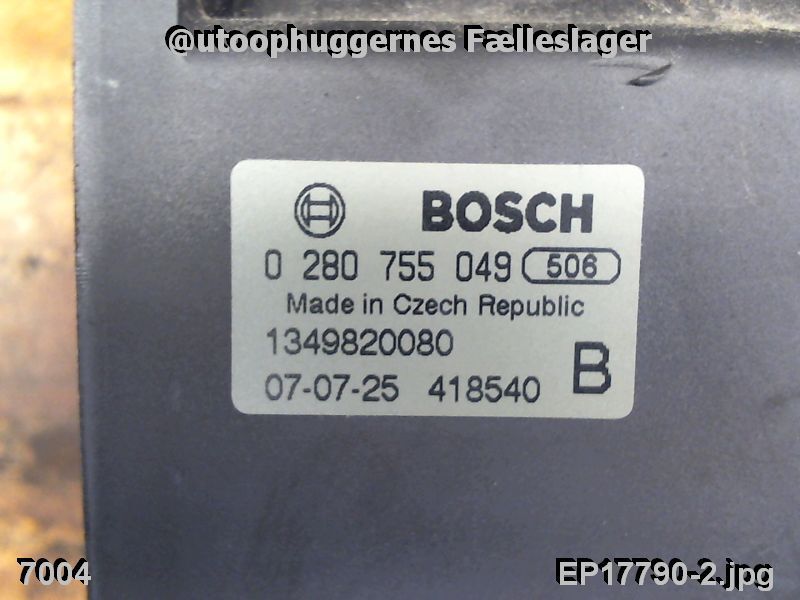 @utoophuggernes Fælleslager
BOSCH
0 280 755 049 506
Made in Czech Republic
1349820080
07-07-25 418540 B
7004 EP17790-2.jpg